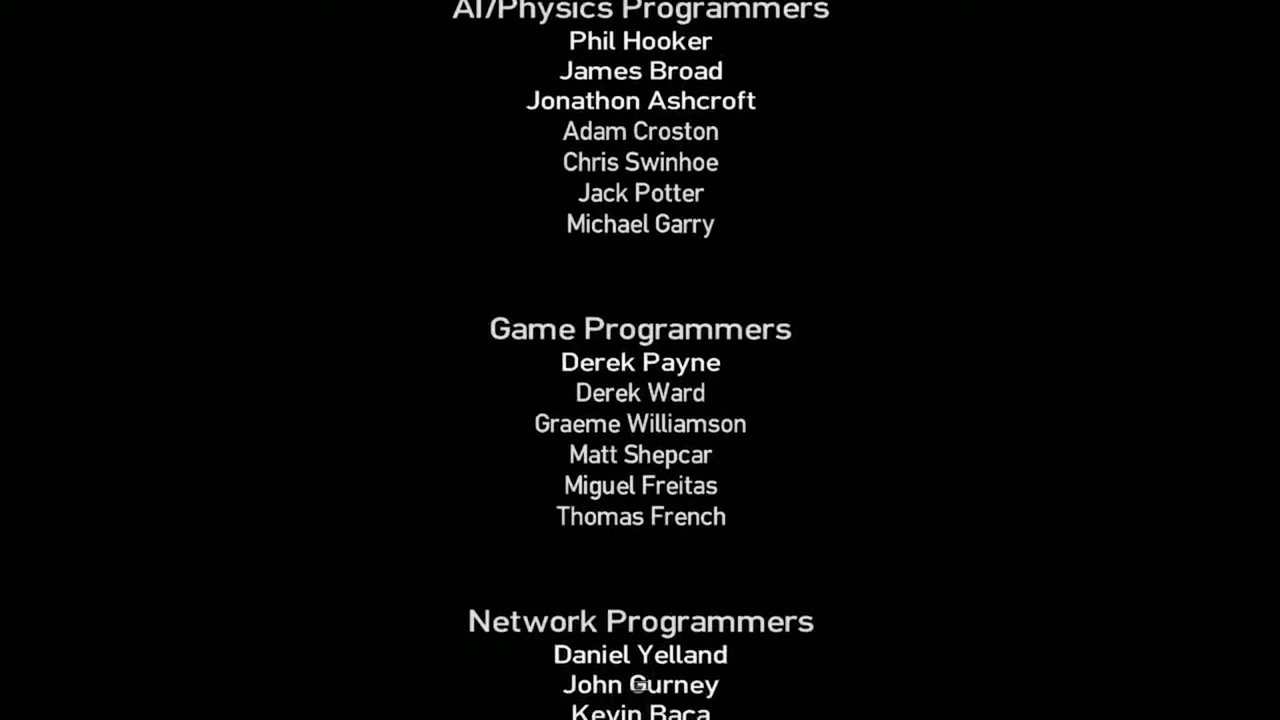 AI/Physics Programmers
Phil Hooker
James Broad
Jonathon Ashcroft
Adam Croston
Chris Swinhoe
Jack Potter
Michael Garry
Game Programmers
Derek Payne
Derek Ward
Graeme Williamson
Matt Shepcar
Miguel Freitas
Thomas French
Network Programmers
Daniel Yelland
John Gurney
Kevin Baca